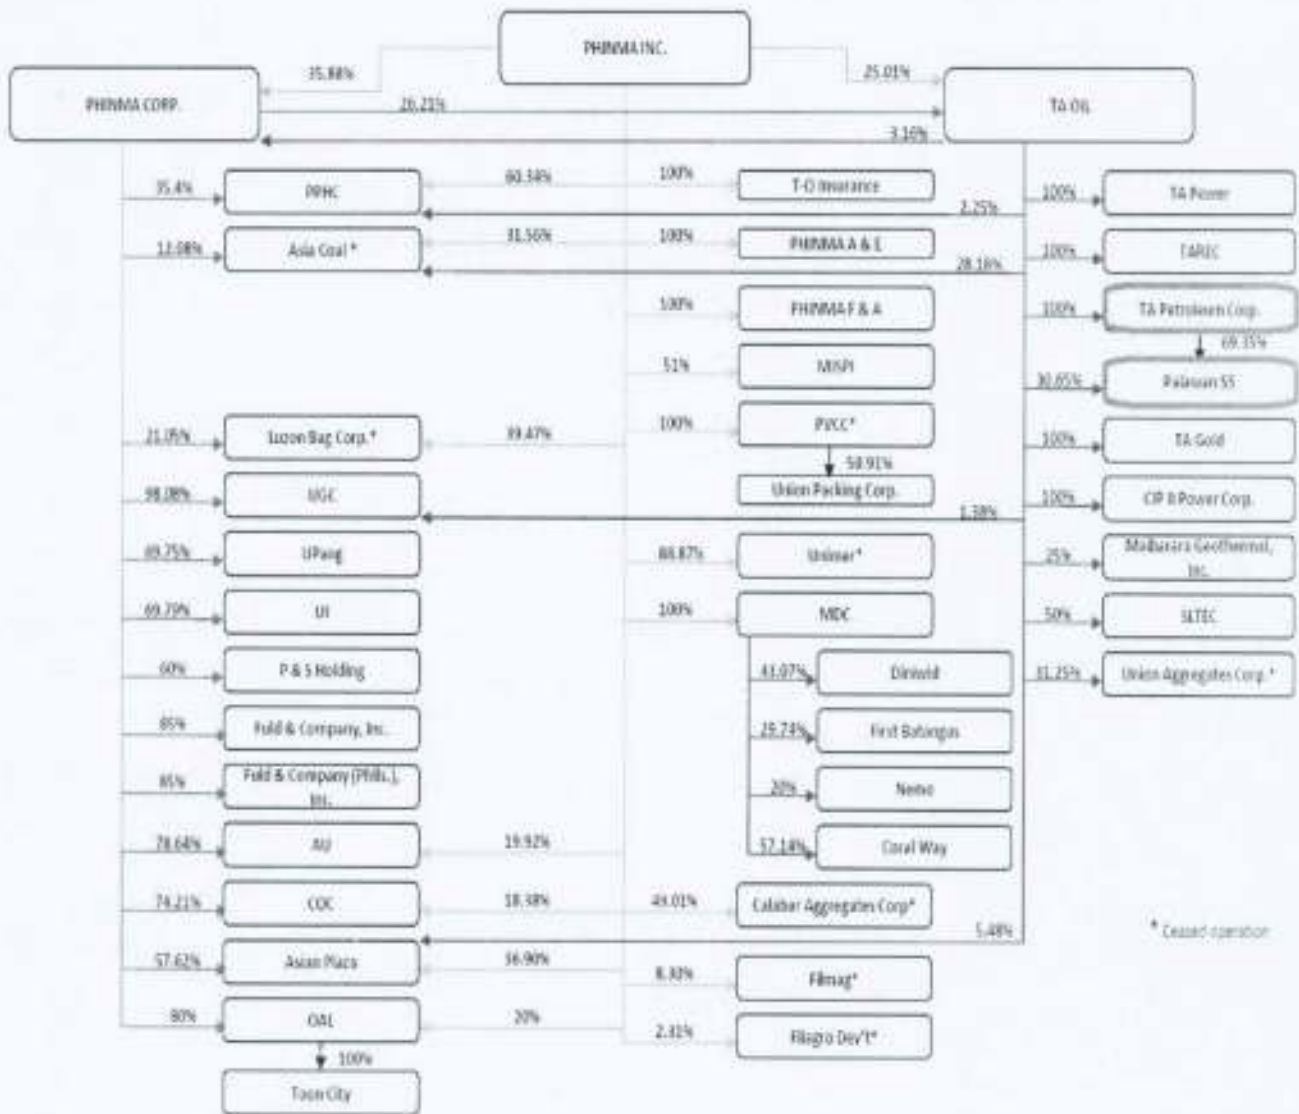 PHINMA INC.
35.88%
25.01%
PHINMA CORP.
26.21%
TA OIL
3.16%
35.4%
PPHC
60.34%
100%
T-O Insurance
2.25%
100%
TA Power
12.08%
Asia Coal *
31.56%
100%
PHINMA A & E
28.18%
100%
TAREC
100%
PHINMA F & A
100%
TA Petroleum Corp.
69.35%
51%
MISPI
30.65%
Palawan 55
21.05%
Luzon Bag Corp.*
39.47%
100%
PVCC*
100%
TA Gold
50.91%
98.08%
UGC
Union Packing Corp.
1.38%
100%
CIP II Power Corp.
69.75%
UPang
88.87%
Unimer*
25%
Maibarara Geothermal,
Inc.
69.79%
UI
100%
MDC
50%
SLTEC
60%
P & S Holding
43.07%
Diniwid
31.25%
Union Aggregates Corp.*
85%
Fuld & Company, Inc.
29.74%
First Batangas
85%
Fuld & Company (Phils.),
Inc.
20%
Nemo
78.64%
AU
19.92%
57.14%
Coral Way
74.21%
COC
18.38%
49.01%
Calabar Aggregates Corp*
5.48%
* Ceased operation
57.62%
Asian Plaza
36.90%
8.30%
Filmag*
80%
OAL
20%
2.31%
Filagro Dev't*
100%
Toon City